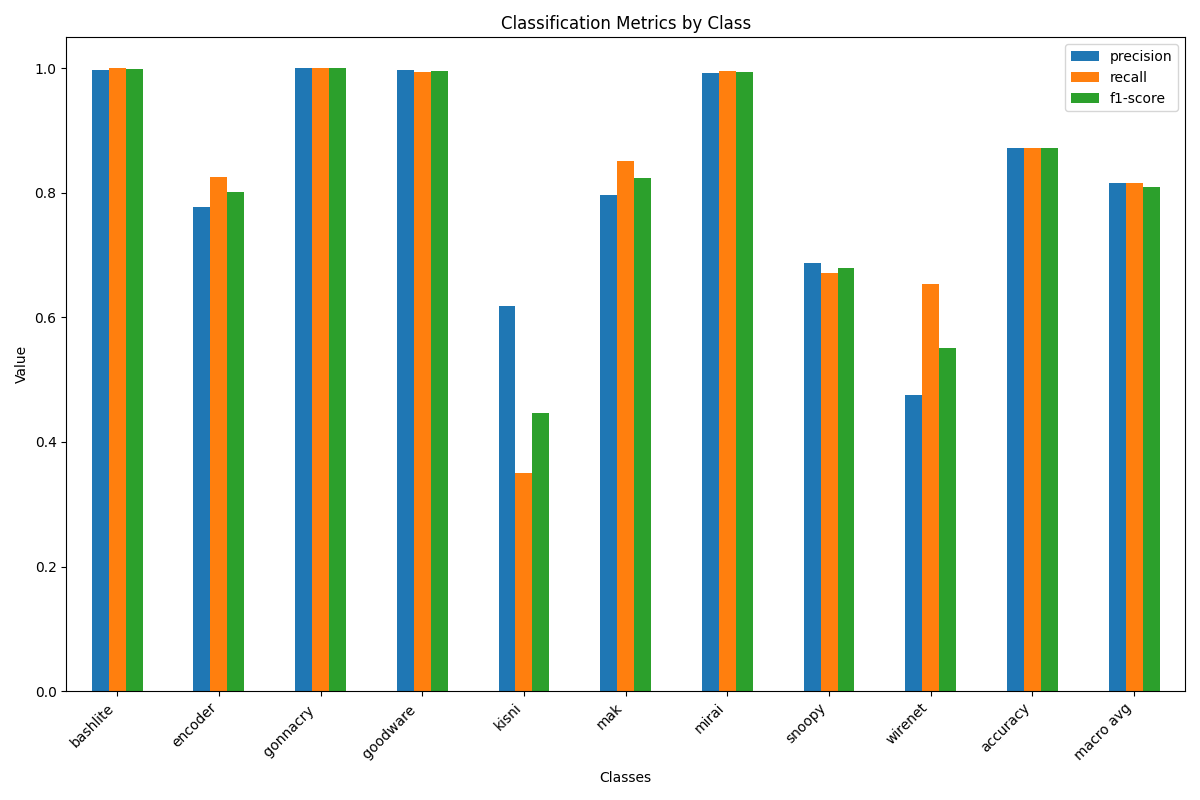 Classification Metrics by Class
precision
recall
f1-score
1.0
0.8
0.6
0.4
0.2
0.0
Value
bashlite
encoder
gonnacry
goodware
kisni
mak
mirai
snoopy
wirenet
accuracy
macro avg
Classes